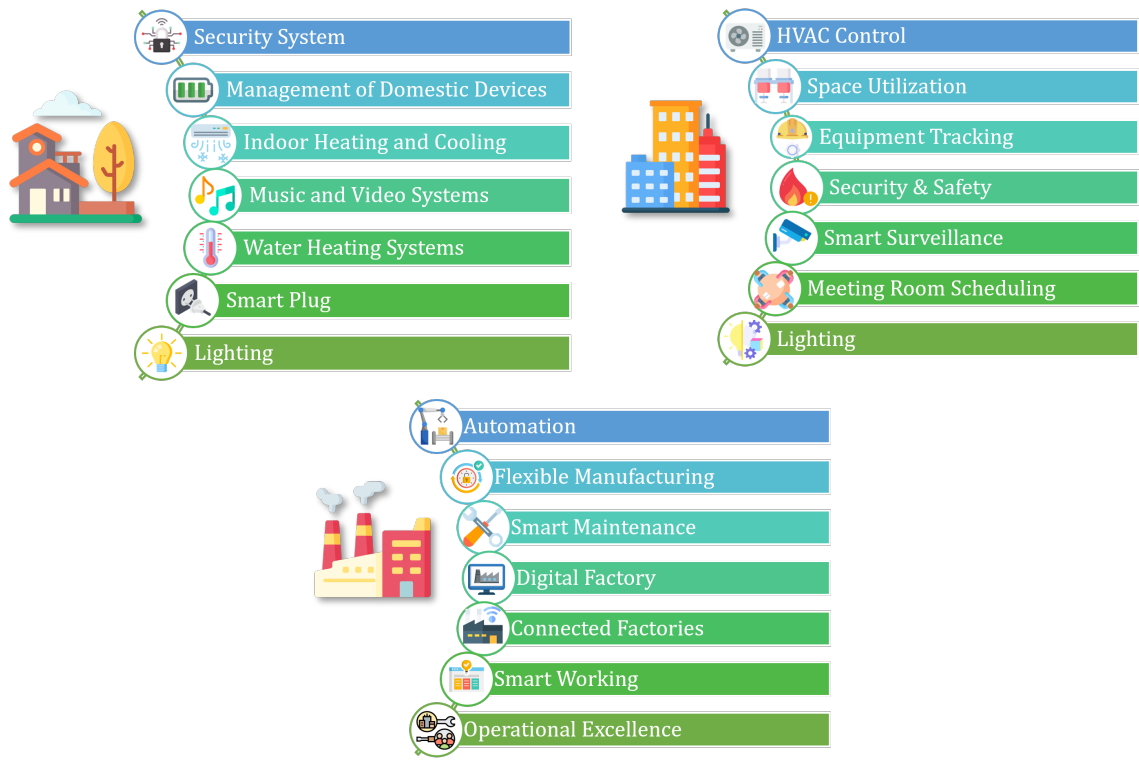 Security System
Management of Domestic Devices
Indoor Heating and Cooling
Music and Video Systems
Water Heating Systems
Smart Plug
Lighting
HVAC Control
Space Utilization
Equipment Tracking
Security & Safety
Smart Surveillance
Meeting Room Scheduling
Lighting
Automation
Flexible Manufacturing
Smart Maintenance
Digital Factory
Connected Factories
Smart Working
Operational Excellence